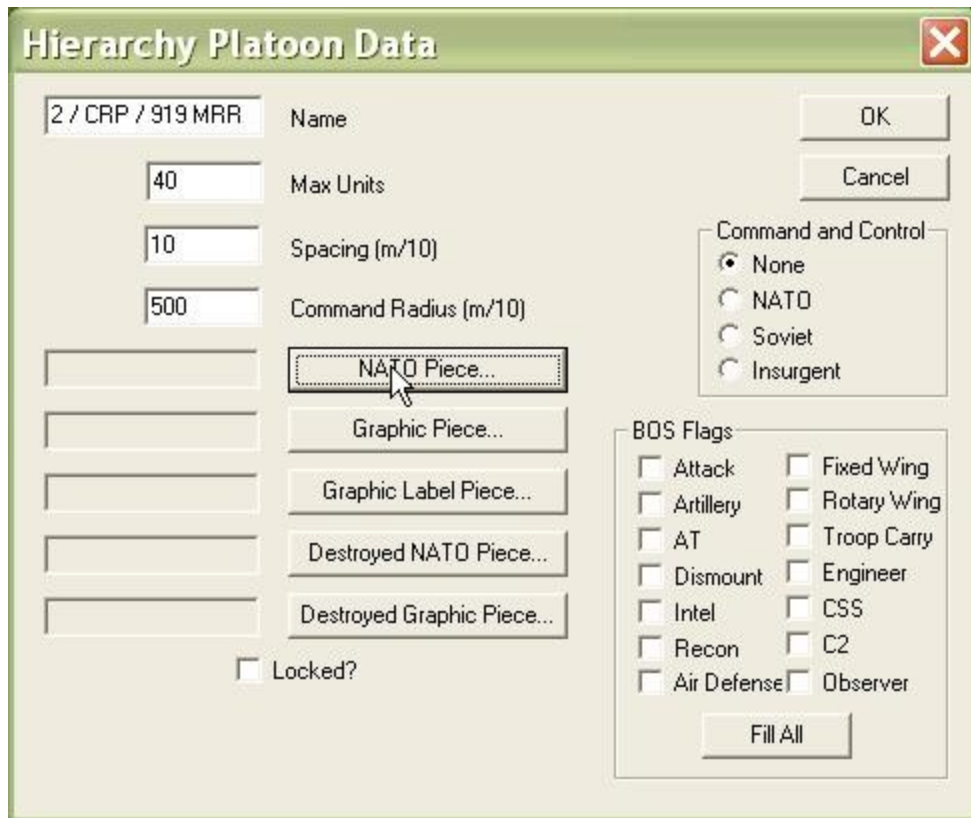 Hierarchy Platoon Data
2 / CRP / 919 MRR Name
40 Max Units
10 Spacing (m/10)
500 Command Radius (m/10)
NATO Piece...
Graphic Piece...
Graphic Label Piece...
Destroyed NATO Piece...
Destroyed Graphic Piece...
Locked?
OK
Cancel
Command and Control
None
NATO
Soviet
Insurgent
BOS Flags
Attack Fixed Wing
Artillery Rotary Wing
AT Troop Carry
Dismount Engineer
Intel CSS
Recon C2
Air Defense Observer
Fill All